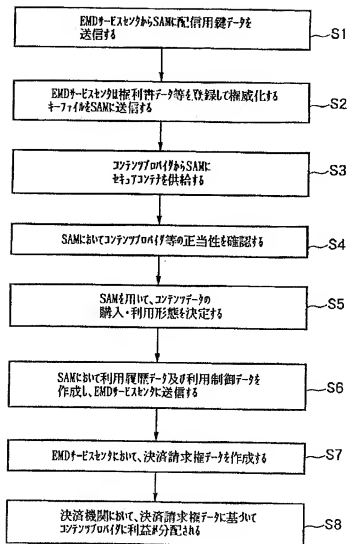 EMDサービスセンタからSAMに配信用鍵データを
送信する
S1
EMDサービスセンタは権利書データ等を登録して権威化する
キーファイルをSAMに送信する
S2
コンテンツプロバイダからSAMに
セキュアコンテナを供給する
S3
SAMにおいてコンテンツプロバイダ等の正当性を確認する
S4
SAMを用いて、コンテンツデータの
購入・利用形態を決定する
S5
SAMにおいて利用履歴データ及び利用制御データを
作成し、EMDサービスセンタに送信する
S6
EMDサービスセンタにおいて、決済請求権データを作成する
S7
決済機関において、決済請求権データに基づいて
コンテンツプロバイダに利益が分配される
S8